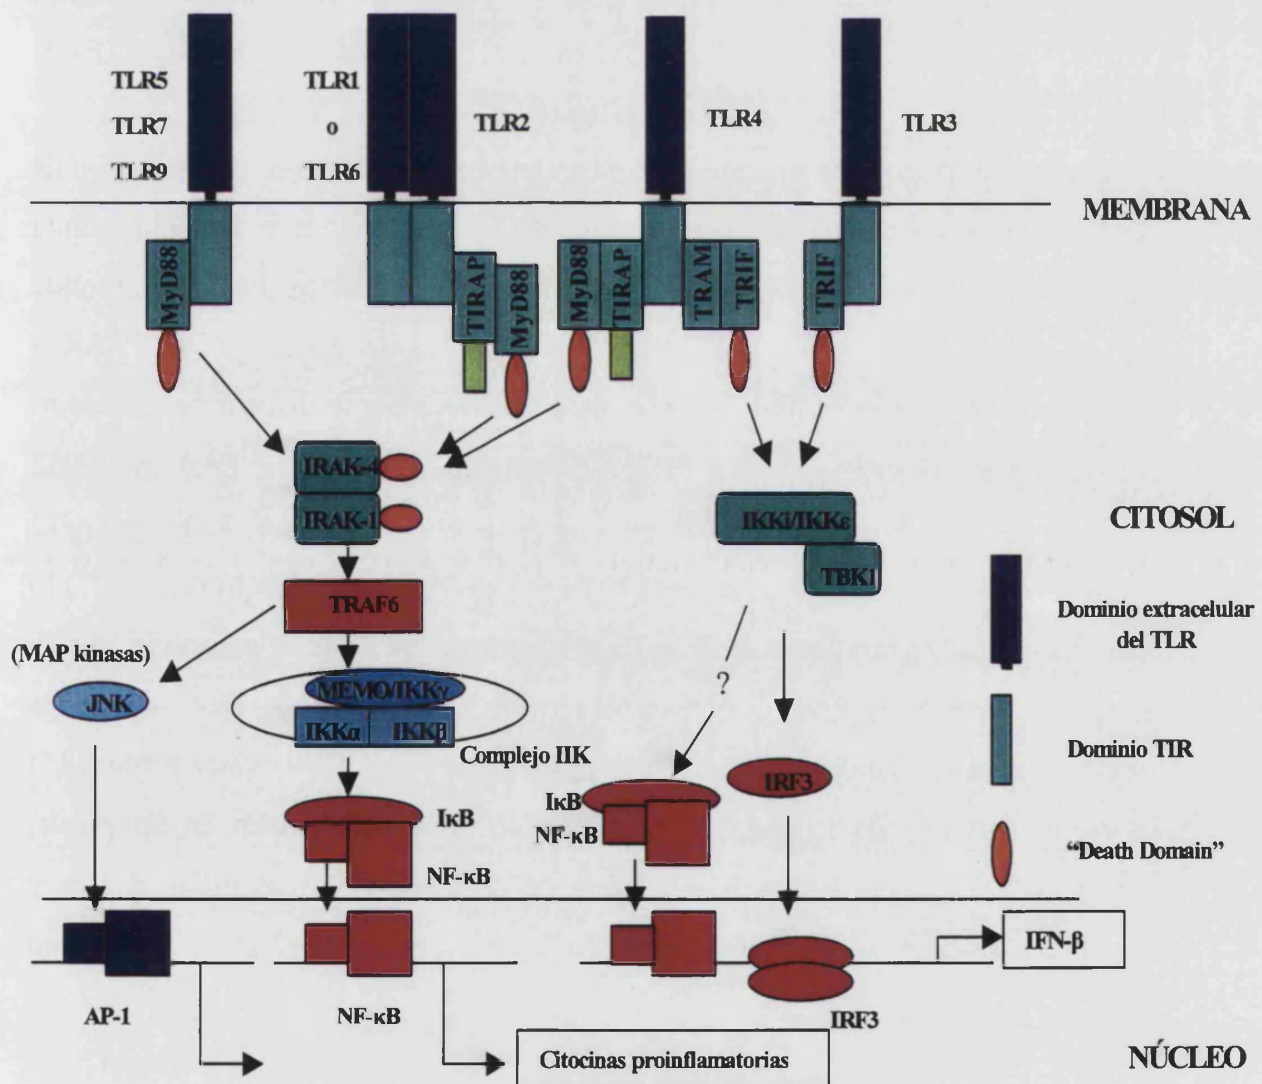 TLR5
TLR7
TLR9
TLR1
o
TLR6
TLR2
TLR4
TLR3
MEMBRANA
MyD88
TIRAP
MyD88
MyD88
TIRAP
TRAM
TRIF
TRIF
IRAK-4
IRAK-1
IKKi/IKKε
TBK1
CITOSOL
TRAF6
Dominio extracelular
del TLR
(MAP kinasas)
JNK
MEMO/IKKγ
IKKα
IKKβ
Complejo IIK
?
Dominio TIR
IκB
NF-κB
IκB
NF-κB
IRF3
“Death Domain”
AP-1
NF-κB
IRF3
IFN-β
Citocinas proinflamatorias
NÚCLEO